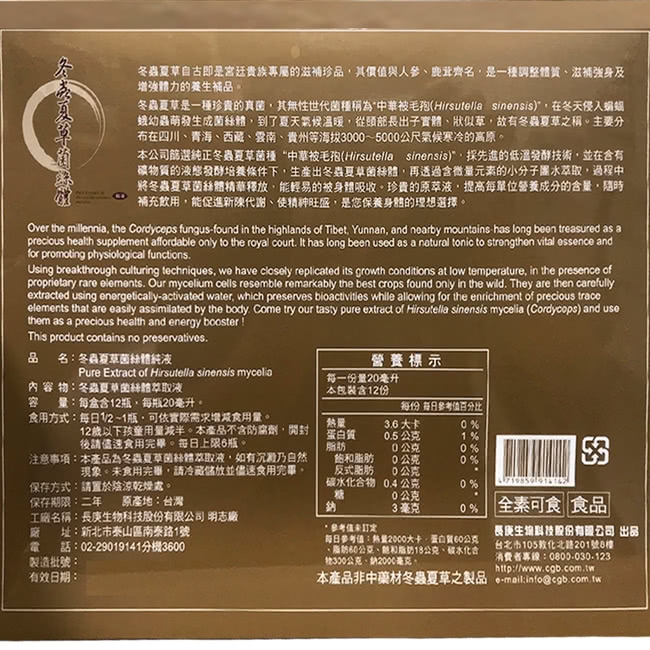 冬蟲夏草菌絲體
冬蟲夏草自古即是宮廷貴族專屬的滋補珍品，其價值與人參、鹿茸齊名，是一種調整體質、滋補強身及
增強體力的養生補品。
冬蟲夏草是一種珍貴的真菌，其無性世代菌種稱為"中華被毛孢(Hirsutella sinensis)"，在冬天侵入蝙蝠
蛾幼蟲萌發生成菌絲體，到了夏天氣候溫暖，從頭部長出子實體，狀似草，故有冬蟲夏草之稱。主要分
布在四川、青海、西藏、雲南、貴州等海拔3000～5000公尺氣候寒冷的高原。
本公司篩選純正冬蟲夏草菌種 "中華被毛孢(Hirsutella sinensis)"，採先進的低溫發酵技術，並在含有
礦物質的液態發酵培養條件下，生產出冬蟲夏草菌絲體，再透過含微量元素的小分子團水萃取，過程中
將冬蟲夏草菌絲體精華釋放，能輕易的被身體吸收。珍貴的原萃液，提高每單位營養成分的含量，隨時
補充飲用，能促進新陳代謝、使精神旺盛，是您保養身體的理想選擇。
Over the millennia, the Cordyceps fungus-found in the highlands of Tibet, Yunnan, and nearby mountains-has long been treasured as a
precious health supplement affordable only to the royal court. It has long been used as a natural tonic to strengthen vital essence and
for promoting physiological functions.
Using breakthrough culturing techniques, we have closely replicated its growth conditions at low temperature, in the presence of
proprietary rare elements. Our mycelium cells resemble remarkably the best crops found only in the wild. They are then carefully
extracted using energetically-activated water, which preserves bioactivities while allowing for the enrichment of precious trace
elements that are easily assimilated by the body. Come try our tasty pure extract of Hirsutella sinensis mycelia (Cordyceps) and use
them as a precious health and energy booster !
This product contains no preservatives.
品 名：冬蟲夏草菌絲體純液
Pure Extract of Hirsutella sinensis mycelia
內 容 物：冬蟲夏草菌絲體萃取液
容 量：每盒含12瓶，每瓶20毫升。
食用方式：每日1/2~1瓶，可依實際需求增減食用量。
12歲以下孩童用量減半。本產品不含防腐劑，開封
後請儘速食用完畢。每日上限6瓶。
注意事項：本產品為冬蟲夏草菌絲體萃取液，如有沉澱乃自然
現象。未食用完畢，請冷藏儲放並儘速食用完畢。
保存方式：請置於陰涼乾燥處。
保存期限：二年 原產地：台灣
工廠名稱：長庚生物科技股份有限公司 明志廠
廠 址：新北市泰山區南泰路1號
電 話：02-29019141分機3600
製造批號：
有效日期：
營養標示
每一份量20毫升
本包裝含12份
每份 每日參考值百分比
熱量 3.6 大卡 0 %
蛋白質 0.5 公克 1 %
脂肪 0 公克 0 %
飽和脂肪 0 公克 0 %
反式脂肪 0 公克 *
碳水化合物 0.4 公克 0 %
糖 0 公克 *
鈉 3 毫克 0 %
* 參考值未訂定
每日參考值：熱量2000大卡、蛋白質60公克
、脂肪60公克、飽和脂肪18公克、碳水化合
物300公克、鈉2000毫克。
本產品非中藥材冬蟲夏草之製品
4719859914162
全素可食 食品
長庚生物科技股份有限公司 出品
台北市105敦化北路201號8樓
消費者專線：0800-030-123
http://www.cgb.com.tw
e-mail:info@cgb.com.tw